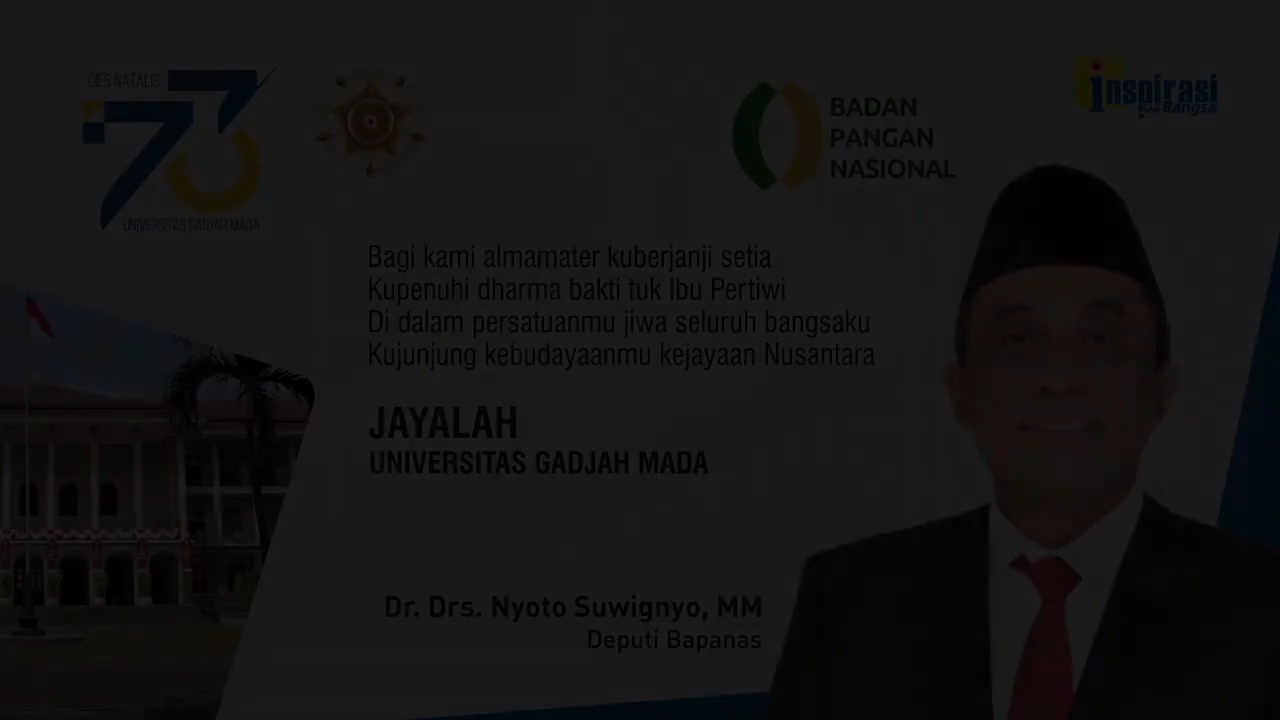 DIES NATALIS
73
UNIVERSITAS GADJAH MADA
BADAN
PANGAN
NASIONAL
inspirasi
Bangsa
Bagi kami almamater kuberjanji setia
Kupenuhi dharma bakti tuk Ibu Pertiwi
Di dalam persatuanmu jiwa seluruh bangsaku
Kujunjung kebudayaanmu kejayaan Nusantara
JAYALAH
UNIVERSITAS GADJAH MADA
Dr. Drs. Nyoto Suwignyo, MM
Deputi Bapanas